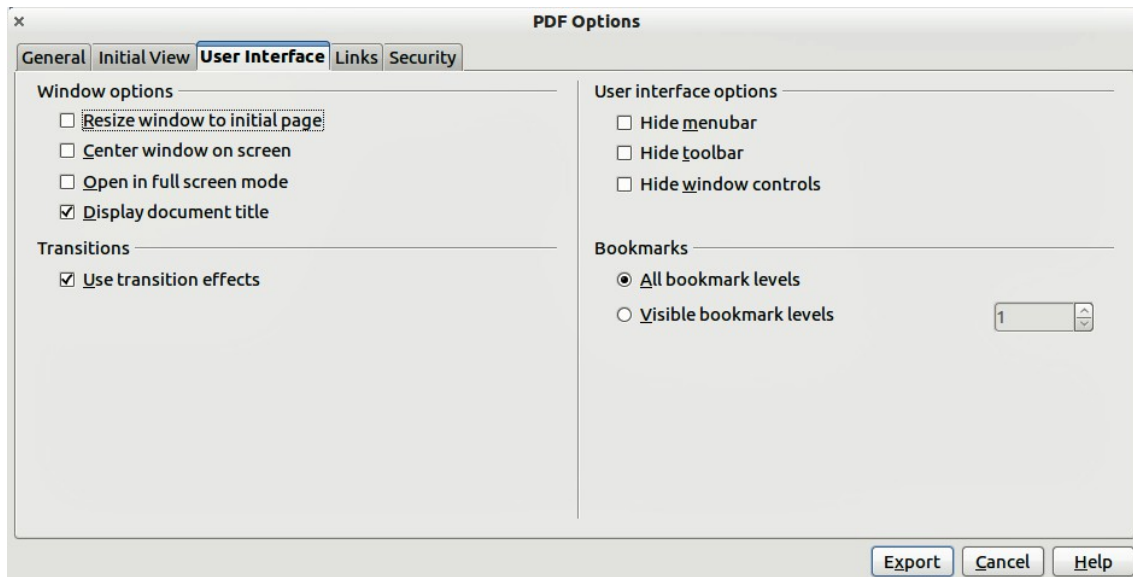 PDF Options
General Initial View User Interface Links Security
Window options
Resize window to initial page
Center window on screen
Open in full screen mode
Display document title
Transitions
Use transition effects
User interface options
Hide menubar
Hide toolbar
Hide window controls
Bookmarks
All bookmark levels
Visible bookmark levels 1
Export Cancel Help